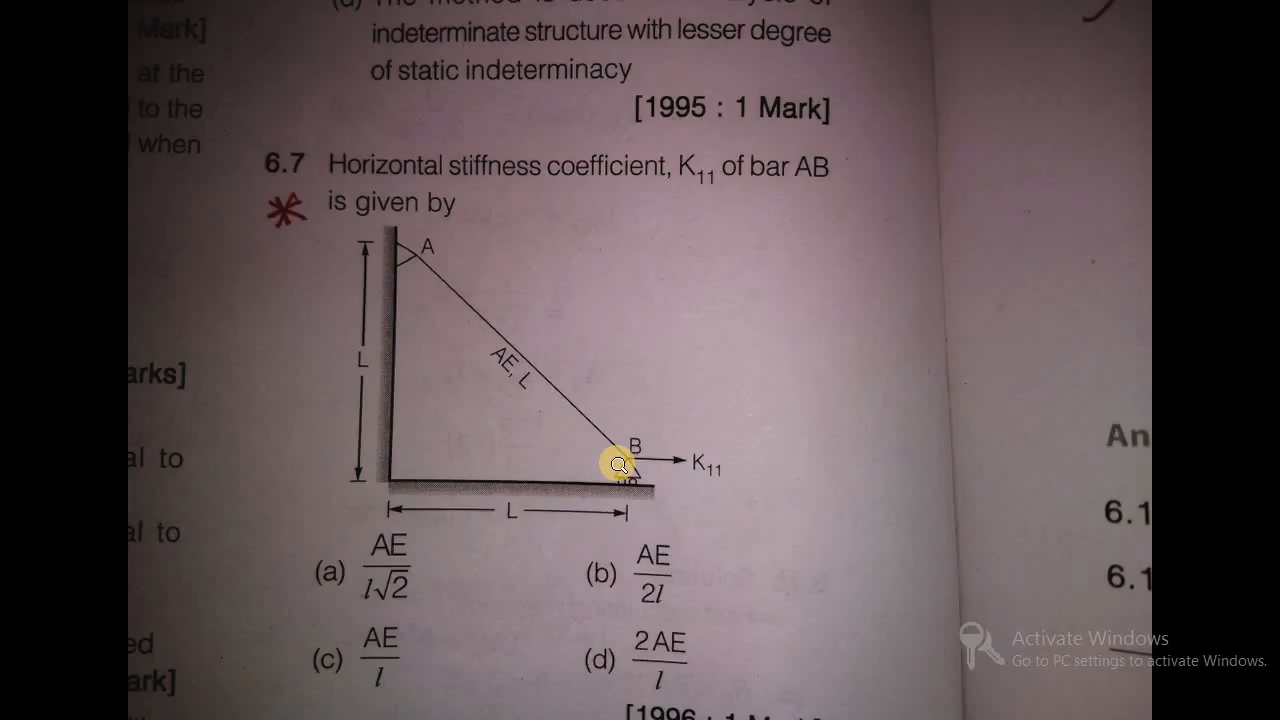 Mark]
at the
to the
when
arks]
al to
al to
ed
ark]
indeterminate structure with lesser degree
of static indeterminacy
[1995 : 1 Mark]
6.7 Horizontal stiffness coefficient, K₁₁ of bar AB
is given by
A
L
AE, L
B
K₁₁
L
(a) AE / l√2
(b) AE / 2l
(c) AE / l
(d) 2AE / l
[1996 : 1 Mark]
An
6.1
6.1
Activate Windows
Go to PC settings to activate Windows.